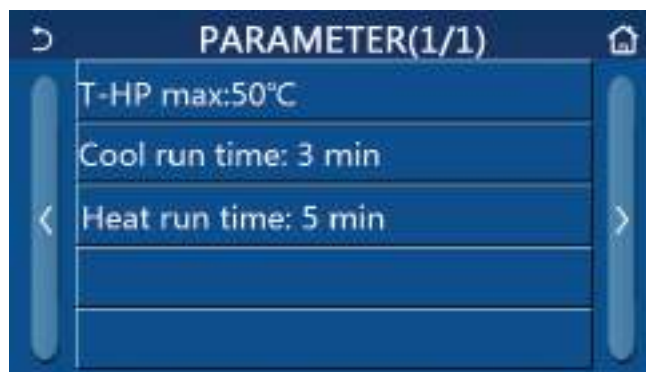 PARAMETER(1/1)
T-HP max:50℃
Cool run time: 3 min
Heat run time: 5 min